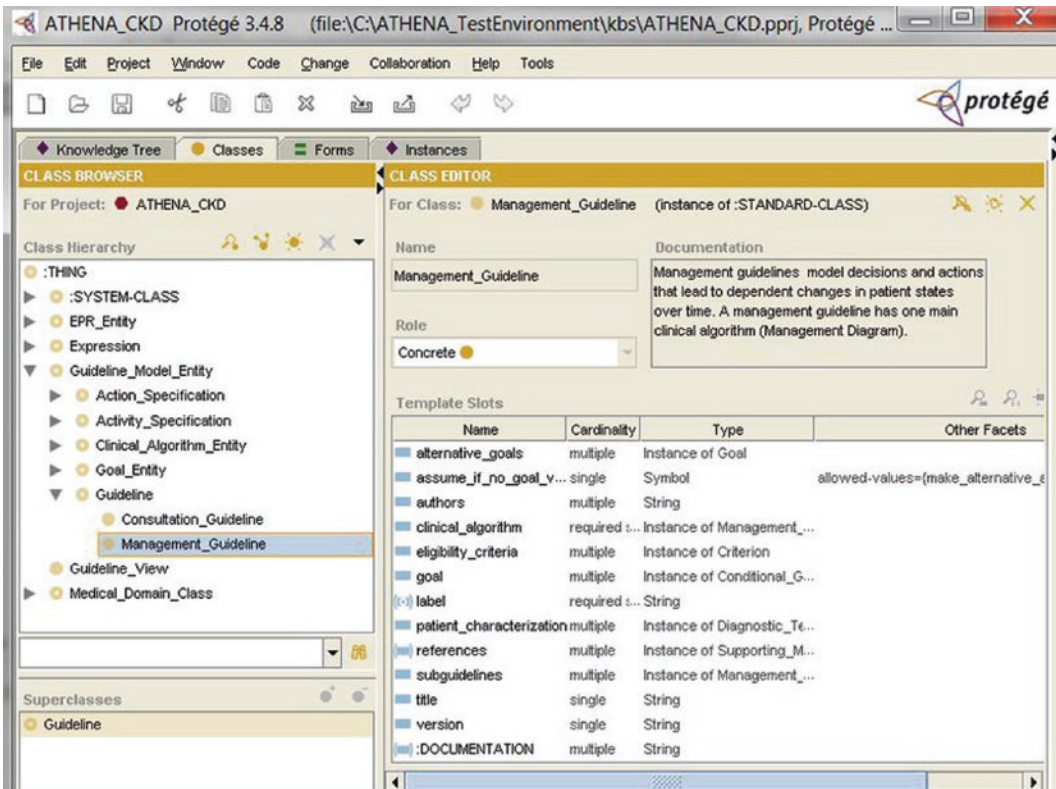 ATHENA_CKD Protégé 3.4.8 (file:\C:\ATHENA_TestEnvironment\kbs\ATHENA_CKD.pprj, Protégé ...
File Edit Project Window Code Change Collaboration Help Tools
protégé
Knowledge Tree Classes Forms Instances
CLASS BROWSER
For Project: ATHENA_CKD
Class Hierarchy
:THING
:SYSTEM-CLASS
EPR_Entity
Expression
Guideline_Model_Entity
Action_Specification
Activity_Specification
Clinical_Algorithm_Entity
Goal_Entity
Guideline
Consultation_Guideline
Management_Guideline
Guideline_View
Medical_Domain_Class
Superclasses
Guideline
CLASS EDITOR
For Class: Management_Guideline (instance of :STANDARD-CLASS)
Name
Management_Guideline
Role
Concrete
Documentation
Management guidelines model decisions and actions
that lead to dependent changes in patient states
over time. A management guideline has one main
clinical algorithm (Management Diagram).
Template Slots
Name Cardinality Type Other Facets
alternative_goals multiple Instance of Goal
assume_if_no_goal_v... single Symbol allowed-values={make_alternative_a
authors multiple String
clinical_algorithm required s... Instance of Management_...
eligibility_criteria multiple Instance of Criterion
goal multiple Instance of Conditional_G...
label required s... String
patient_characterization multiple Instance of Diagnostic_Te...
references multiple Instance of Supporting_M...
subguidelines multiple Instance of Management_...
title single String
version single String
:DOCUMENTATION multiple String